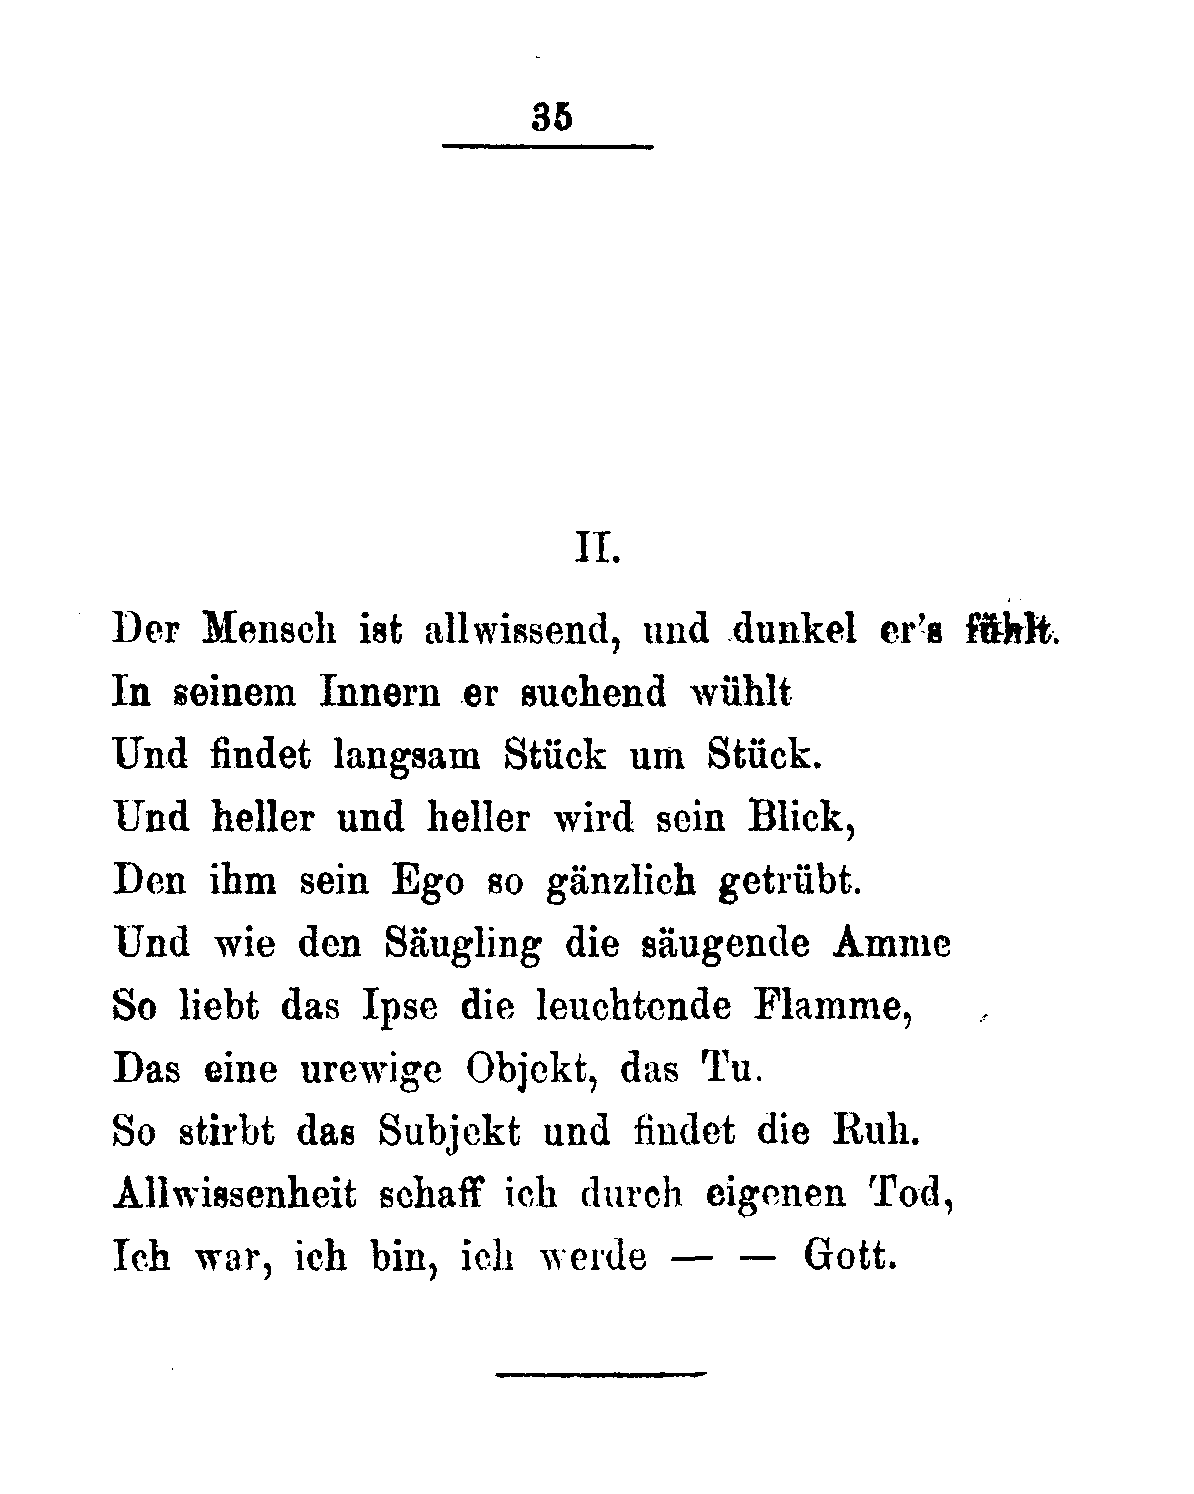 35
II.
Der Mensch ist allwissend, und dunkel er's fühlt.
In seinem Innern er suchend wühlt
Und findet langsam Stück um Stück.
Und heller und heller wird sein Blick,
Den ihm sein Ego so gänzlich getrübt.
Und wie den Säugling die säugende Amme
So liebt das Ipse die leuchtende Flamme,
Das eine urewige Objekt, das Tu.
So stirbt das Subjekt und findet die Ruh.
Allwissenheit schaff ich durch eigenen Tod,
Ich war, ich bin, ich werde — — Gott.